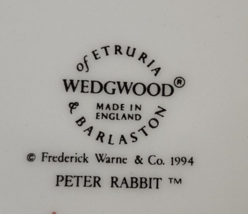 of ETRURIA
WEDGWOOD®
MADE IN
ENGLAND
& BARLASTON
© Frederick Warne & Co. 1994
PETER RABBIT ™